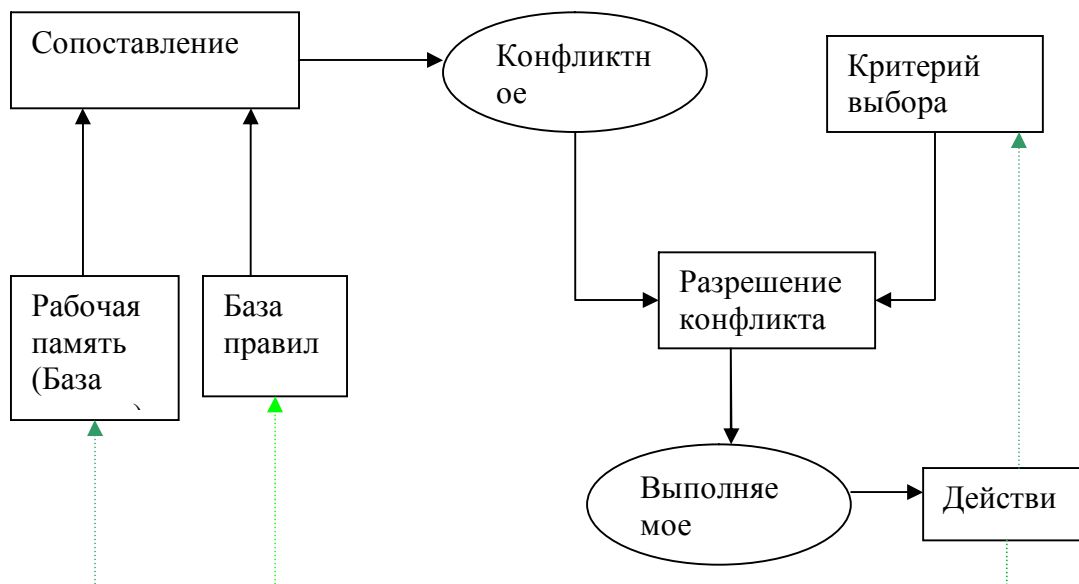 Сопоставление
Конфликтн
ое
Критерий
выбора
Рабочая
память
(База
База
правил
Разрешение
конфликта
Выполняе
мое
Действи